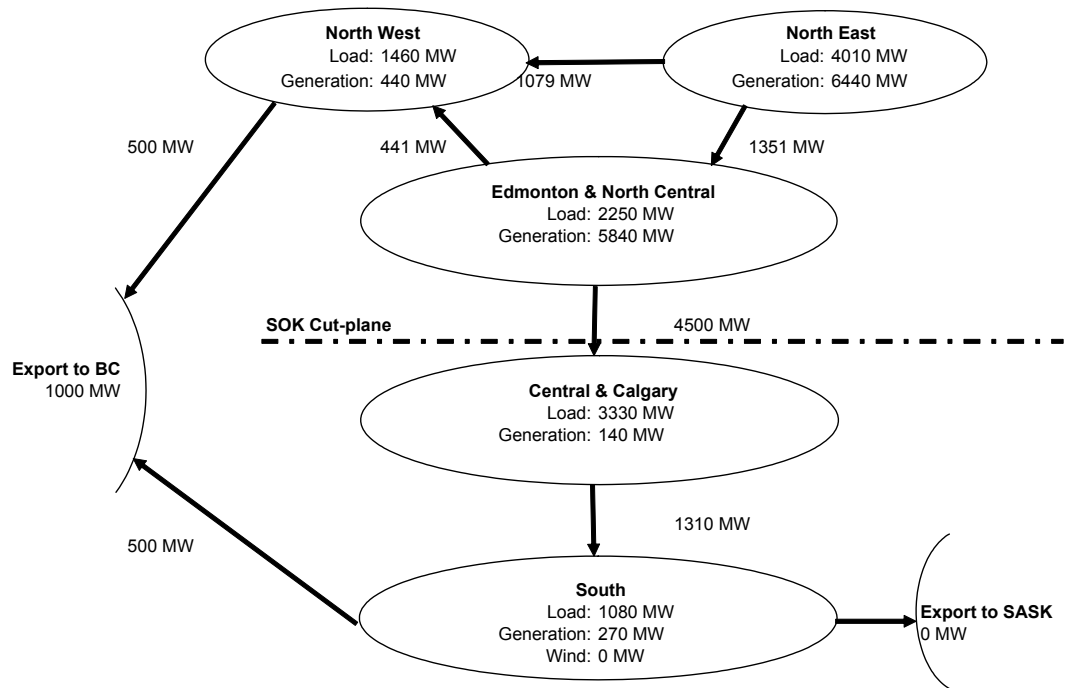 North West
Load: 1460 MW
Generation: 440 MW
North East
Load: 4010 MW
Generation: 6440 MW
1079 MW
500 MW
441 MW
1351 MW
Edmonton & North Central
Load: 2250 MW
Generation: 5840 MW
SOK Cut-plane
4500 MW
Export to BC
1000 MW
Central & Calgary
Load: 3330 MW
Generation: 140 MW
1310 MW
500 MW
South
Load: 1080 MW
Generation: 270 MW
Wind: 0 MW
Export to SASK
0 MW